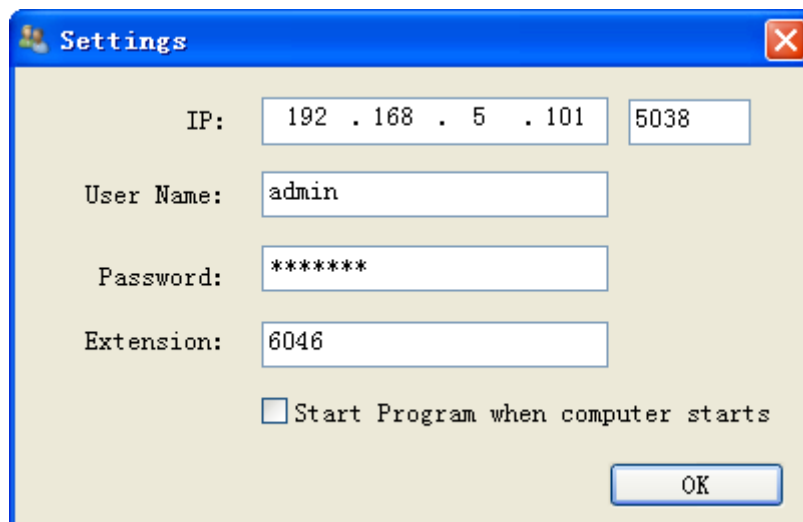 Settings
IP: 192 . 168 . 5 . 101 5038
User Name: admin
Password: *******
Extension: 6046
Start Program when computer starts
OK